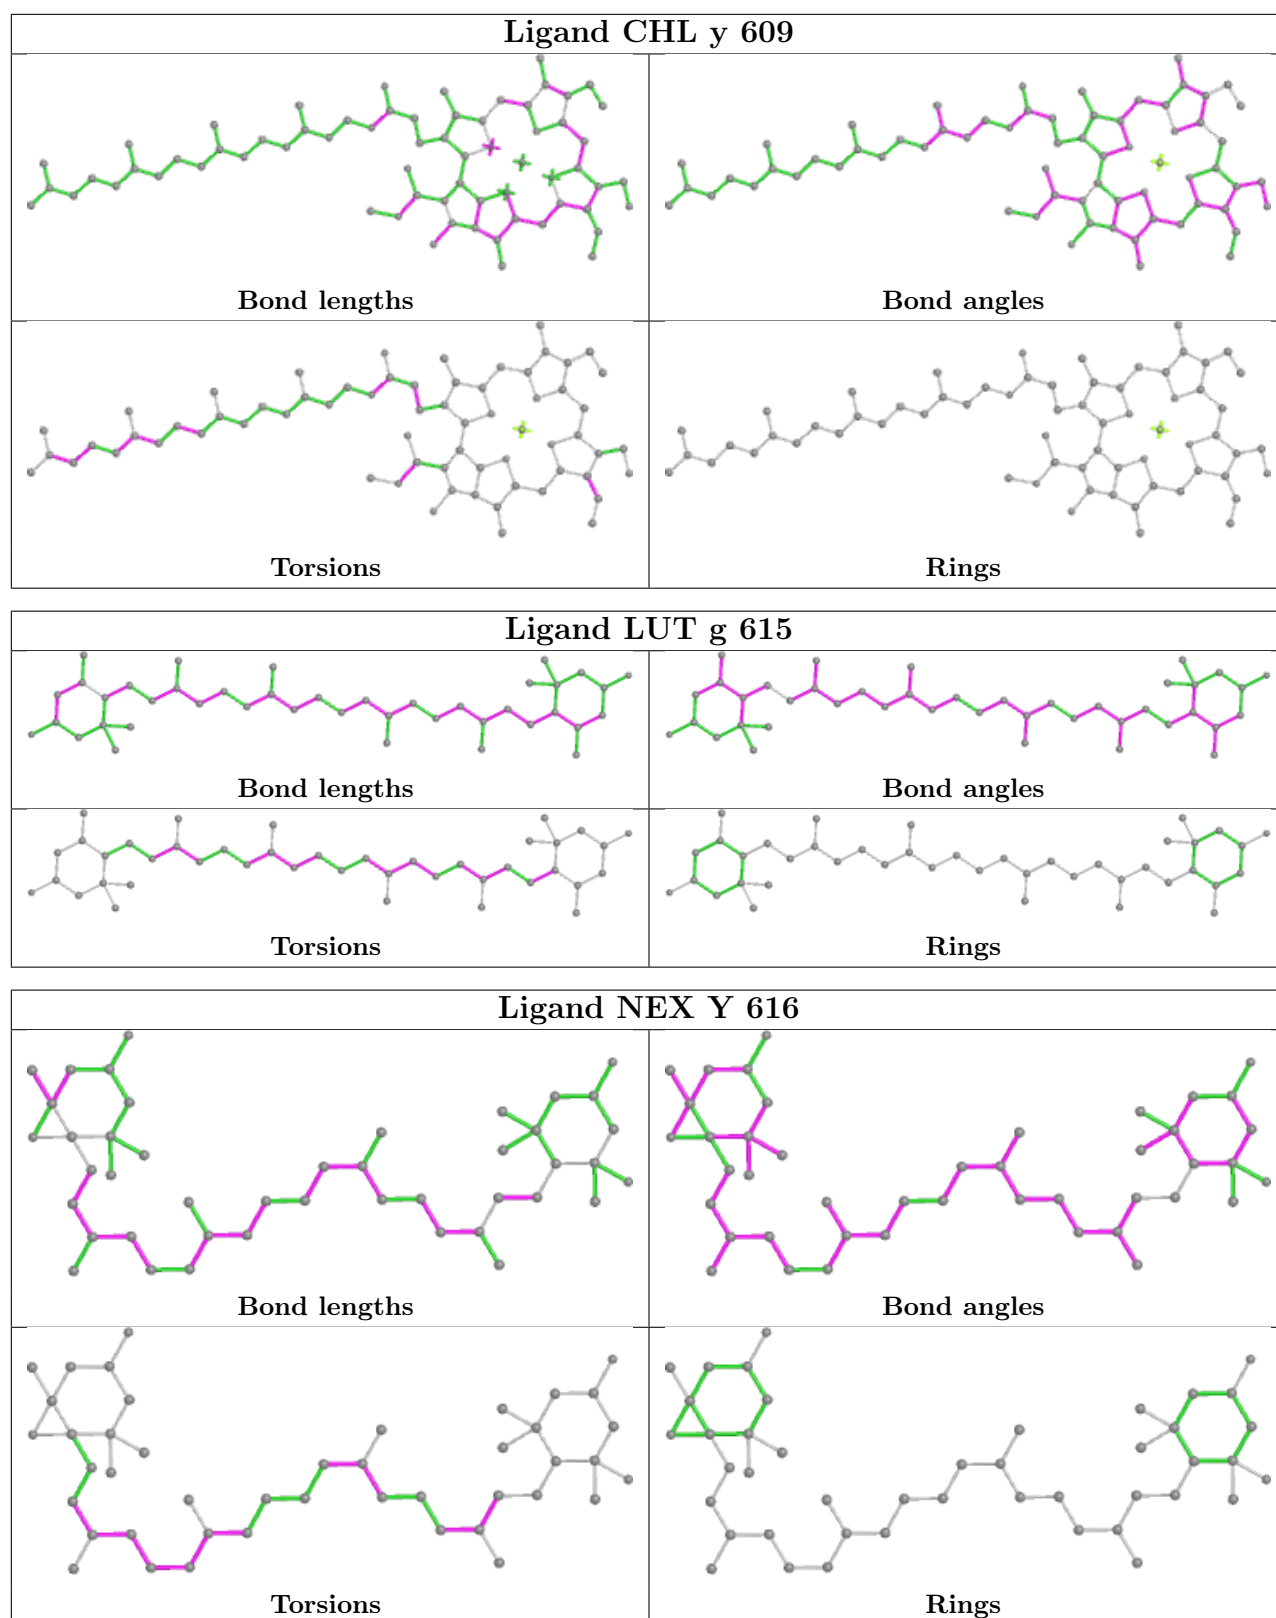 Ligand CHL y 609
Bond lengths
Bond angles
Torsions
Rings
Ligand LUT g 615
Bond lengths
Bond angles
Torsions
Rings
Ligand NEX Y 616
Bond lengths
Bond angles
Torsions
Rings